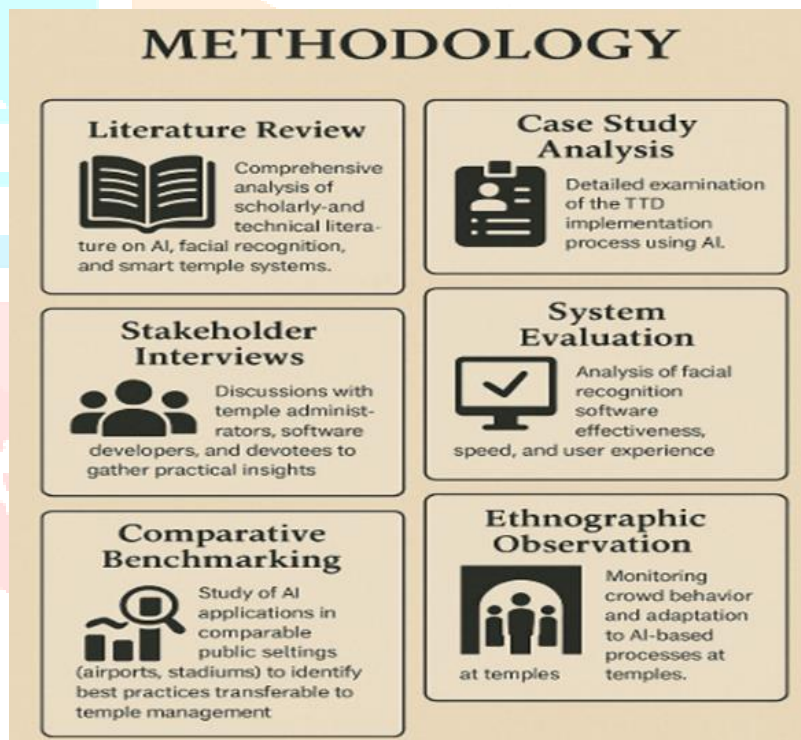 METHODOLOGY
Literature Review
Comprehensive
analysis of
scholarly-and
technical litera-
ture on AI, facial recognition,
and smart temple systems.
Case Study
Analysis
Detailed examination
of the TTD
implementation
process using AI.
Stakeholder
Interviews
Discussions with
temple administ-
rators, software
developers, and devotees to
gather practical insights
System
Evaluation
Analysis of facial
recognition
software
effectiveness,
speed, and user experience
Comparative
Benchmarking
Study of AI
applications in
comparable
public seltings
(airports, stadiums) to identify
best practices transferable to
temple management
Ethnographic
Observation
Monitoring
crowd behavior
and adaptation
to AI-based
processes at
at temples temples.